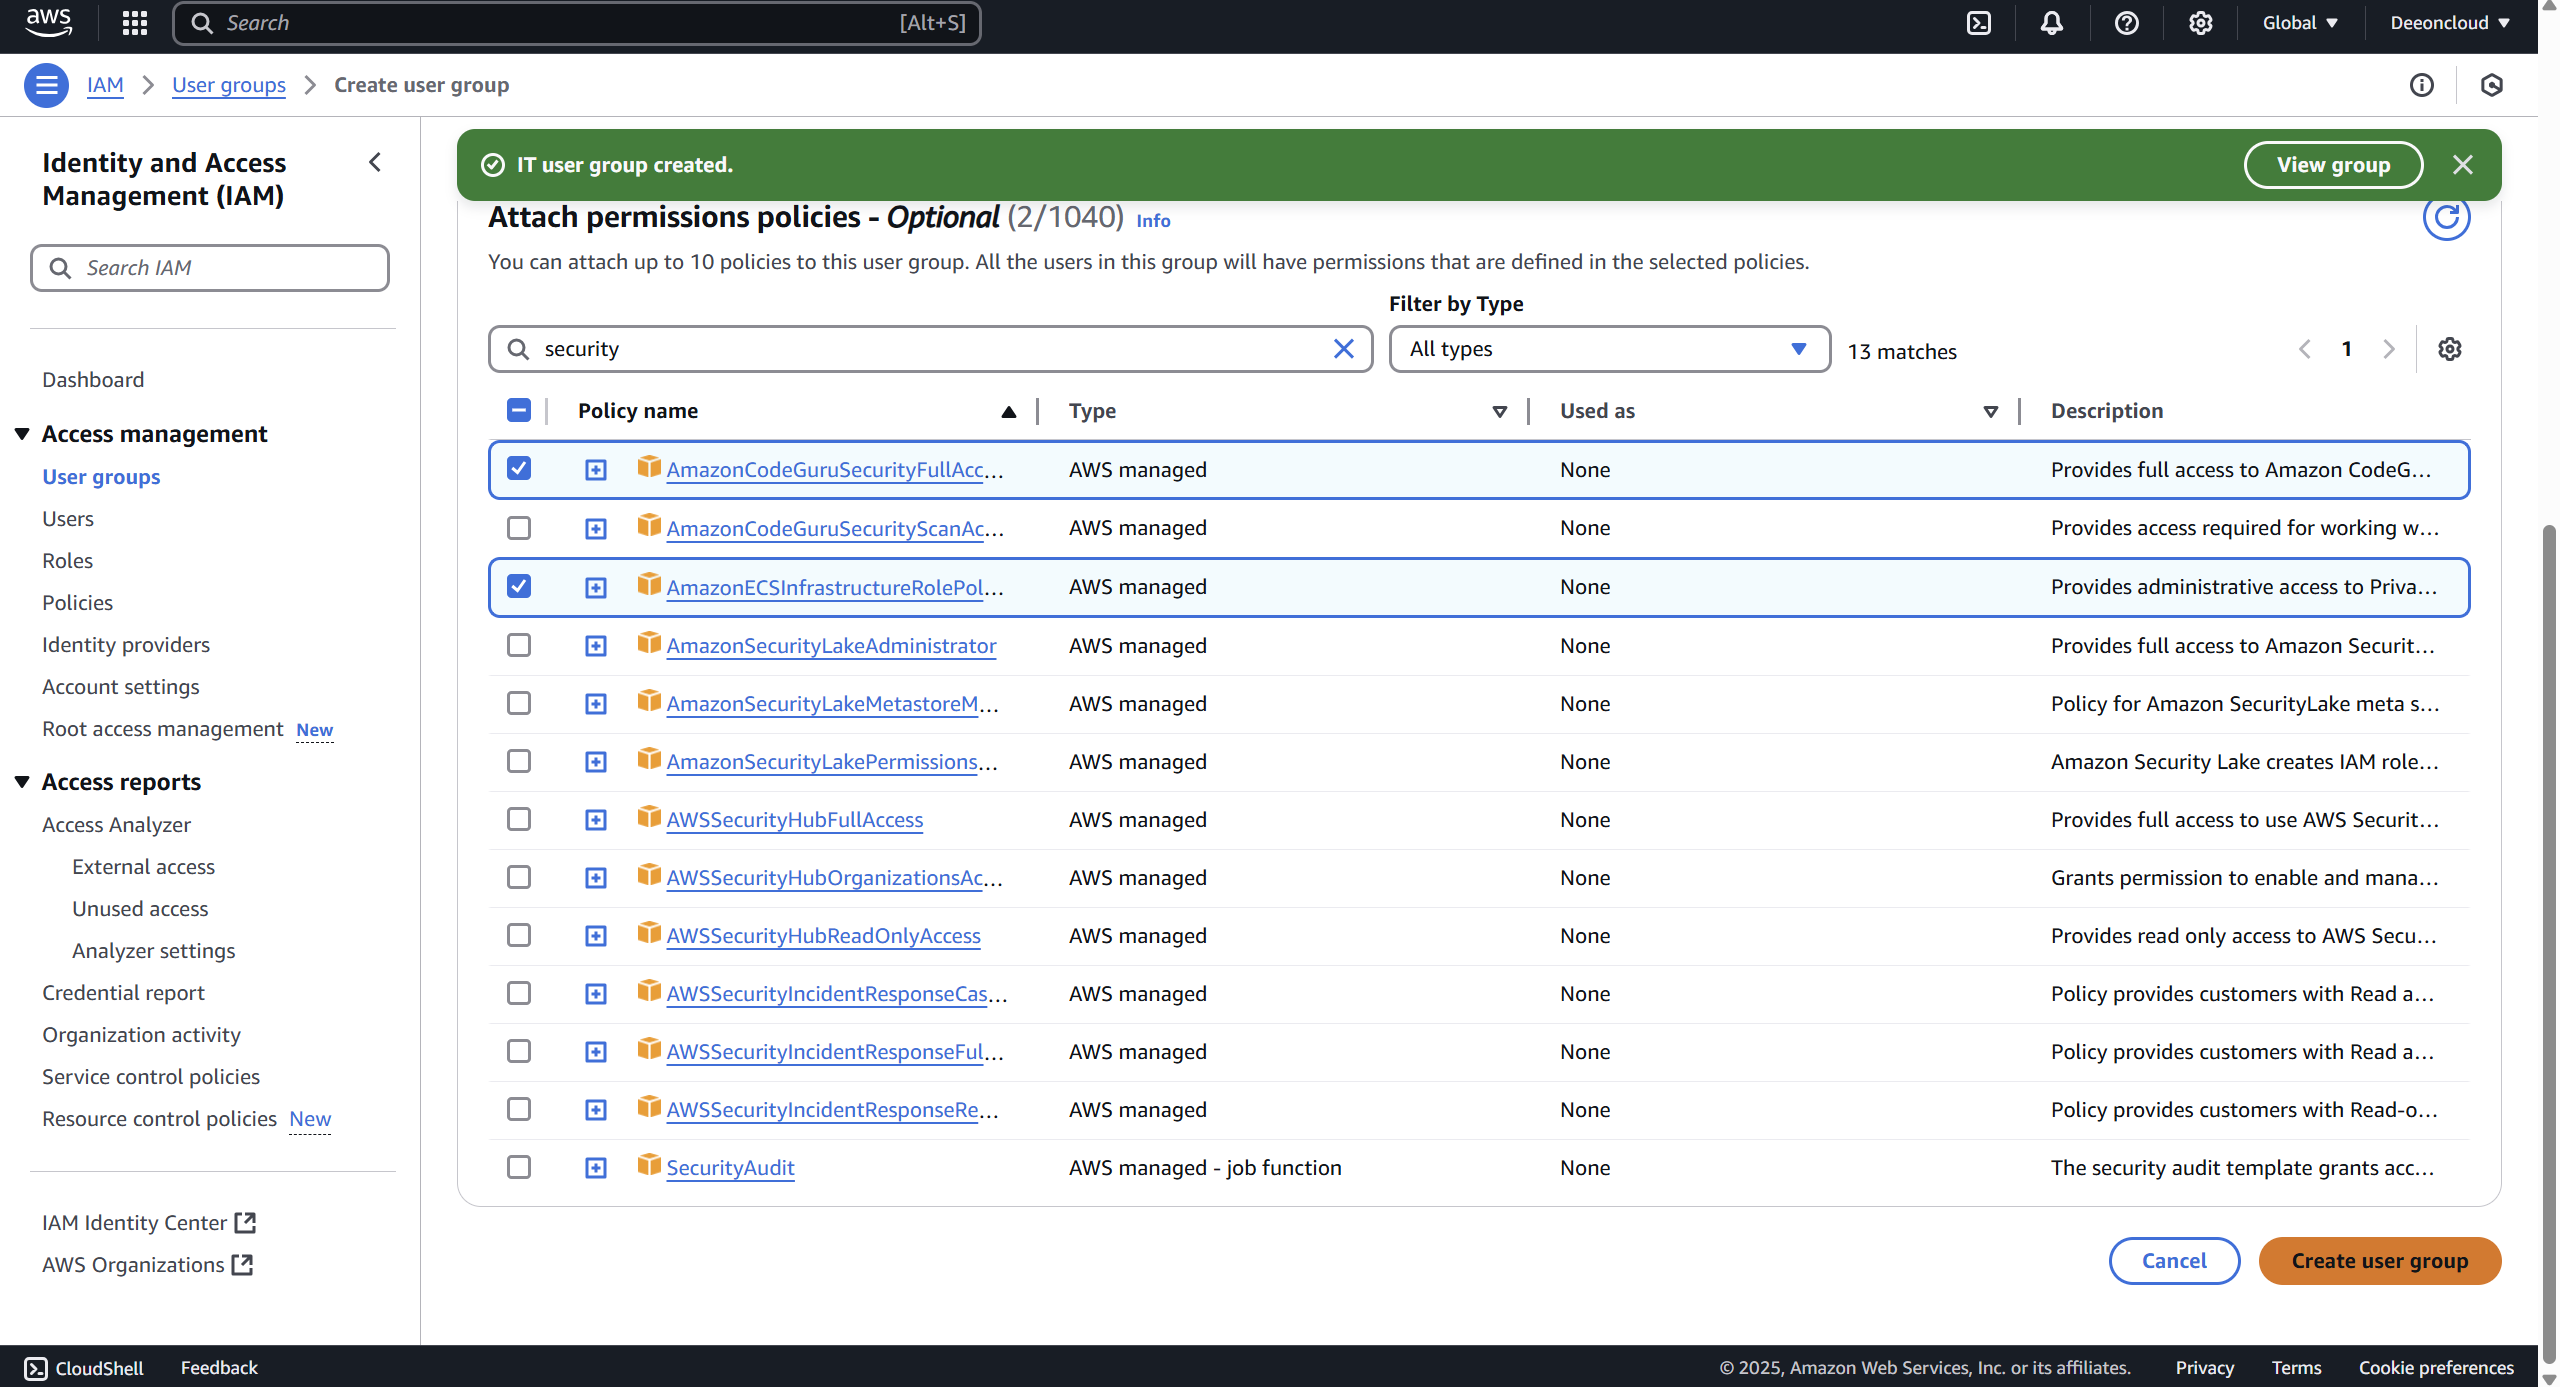 aws
Search
[Alt+S]
Global
Deeoncloud
IAM
User groups
Create user group
Identity and Access
Management (IAM)
Search IAM
Dashboard
Access management
User groups
Users
Roles
Policies
Identity providers
Account settings
Root access management New
Access reports
Access Analyzer
External access
Unused access
Analyzer settings
Credential report
Organization activity
Service control policies
Resource control policies New
IAM Identity Center
AWS Organizations
IT user group created.
View group
Attach permissions policies - Optional (2/1040) Info
You can attach up to 10 policies to this user group. All the users in this group will have permissions that are defined in the selected policies.
Filter by Type
security
All types
13 matches
1
Policy name Type Used as Description
AmazonCodeGuruSecurityFullAcc... AWS managed None Provides full access to Amazon CodeG...
AmazonCodeGuruSecurityScanAc... AWS managed None Provides access required for working w...
AmazonECSInfrastructureRolePol... AWS managed None Provides administrative access to Priva...
AmazonSecurityLakeAdministrator AWS managed None Provides full access to Amazon Securit...
AmazonSecurityLakeMetastoreM... AWS managed None Policy for Amazon SecurityLake meta s...
AmazonSecurityLakePermissions... AWS managed None Amazon Security Lake creates IAM role...
AWSSecurityHubFullAccess AWS managed None Provides full access to use AWS Securit...
AWSSecurityHubOrganizationsAc... AWS managed None Grants permission to enable and mana...
AWSSecurityHubReadOnlyAccess AWS managed None Provides read only access to AWS Secu...
AWSSecurityIncidentResponseCas... AWS managed None Policy provides customers with Read a...
AWSSecurityIncidentResponseFul... AWS managed None Policy provides customers with Read a...
AWSSecurityIncidentResponseRe... AWS managed None Policy provides customers with Read-o...
SecurityAudit AWS managed - job function None The security audit template grants acc...
Cancel
Create user group
CloudShell
Feedback
© 2025, Amazon Web Services, Inc. or its affiliates.
Privacy
Terms
Cookie preferences